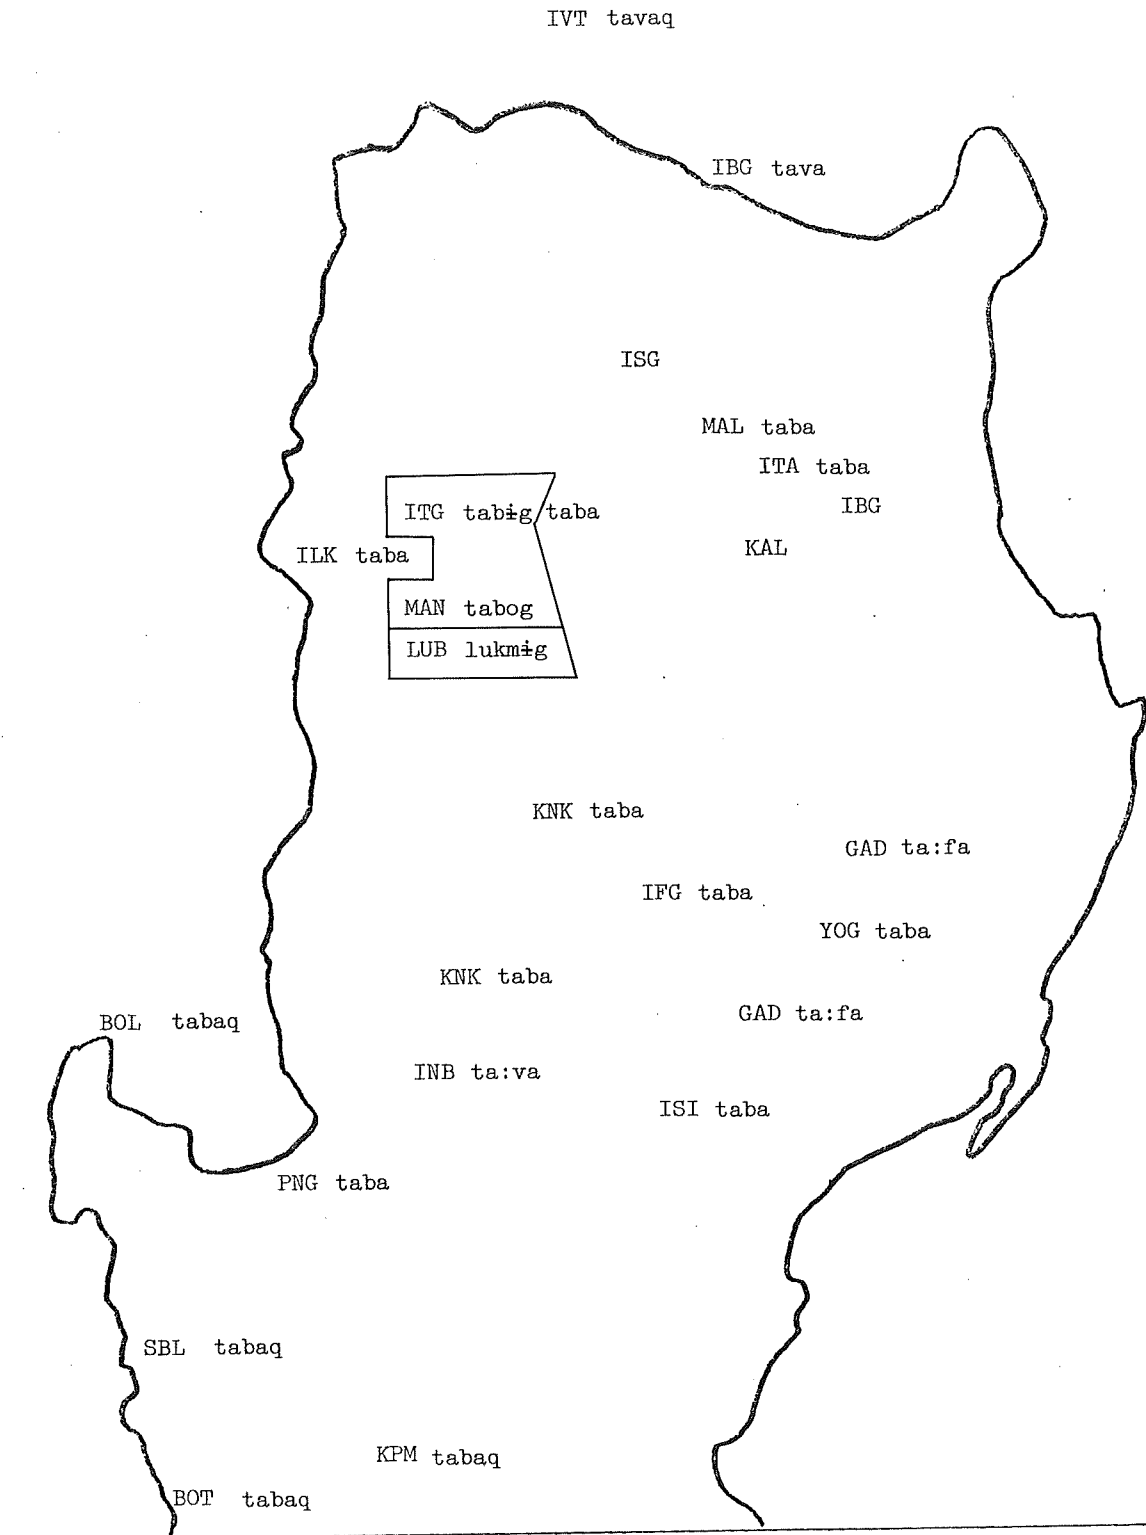 IVT tavaq
IBG tava
ISG
MAL taba
ITA taba
ITG tabɨg/taba
IBG
ILK taba
KAL
MAN tabog
LUB lukmɨg
KNK taba
GAD ta:fa
IFG taba
YOG taba
KNK taba
GAD ta:fa
BOL tabaq
INB ta:va
ISI taba
PNG taba
SBL tabaq
KPM tabaq
BOT tabaq